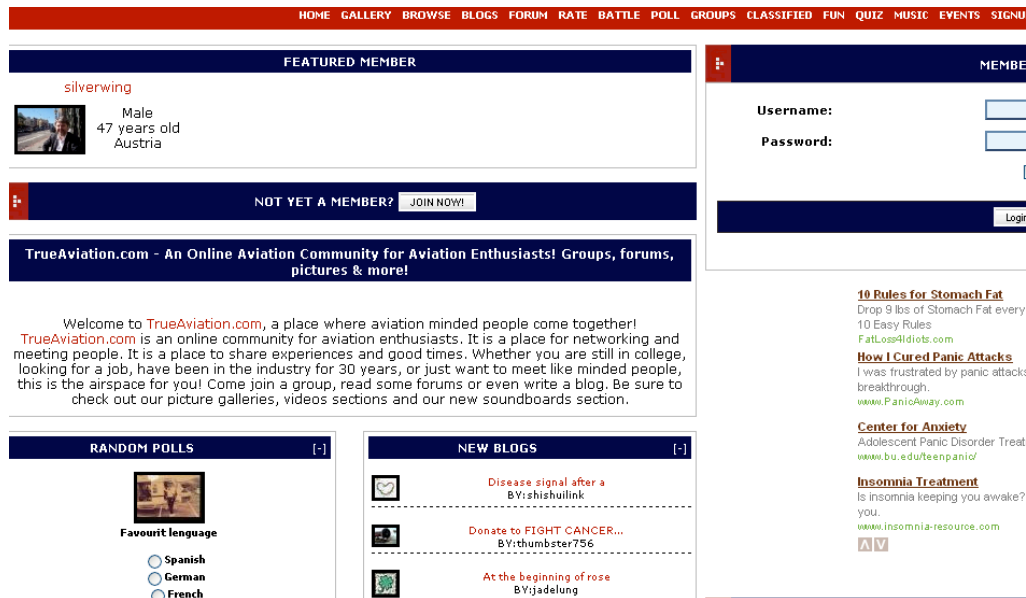 HOME GALLERY BROWSE BLOGS FORUM RATE BATTLE POLL GROUPS CLASSIFIED FUN QUIZ MUSIC EVENTS SIGNU
FEATURED MEMBER
silverwing
Male
47 years old
Austria
NOT YET A MEMBER? JOIN NOW!
TrueAviation.com - An Online Aviation Community for Aviation Enthusiasts! Groups, forums,
pictures & more!
Welcome to TrueAviation.com, a place where aviation minded people come together!
TrueAviation.com is an online community for aviation enthusiasts. It is a place for networking and
meeting people. It is a place to share experiences and good times. Whether you are still in college,
looking for a job, have been in the industry for 30 years, or just want to meet like minded people,
this is the airspace for you! Come join a group, read some forums or even write a blog. Be sure to
check out our picture galleries, videos sections and our new soundboards section.
RANDOM POLLS [-]
Favourit lenguage
Spanish
German
French
NEW BLOGS [-]
Disease signal after a
BY:shishuilink
Donate to FIGHT CANCER...
BY:thumbster756
At the beginning of rose
BY:jadelung
MEMBE
Username:
Password:
Login
10 Rules for Stomach Fat
Drop 9 lbs of Stomach Fat every
10 Easy Rules
FatLoss4Idiots.com
How I Cured Panic Attacks
I was frustrated by panic attacks
breakthrough.
www.PanicAway.com
Center for Anxiety
Adolescent Panic Disorder Treat
www.bu.edu/teenpanic/
Insomnia Treatment
Is insomnia keeping you awake?
you.
www.insomnia-resource.com